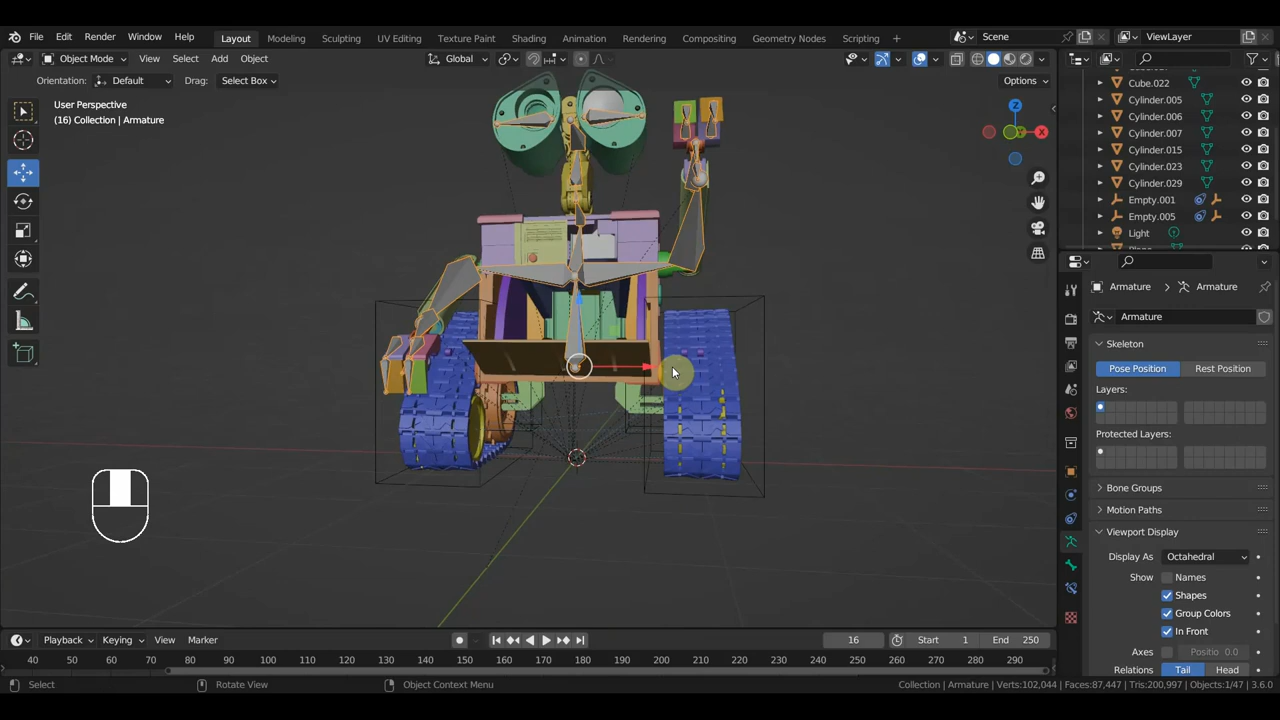 File Edit Render Window Help Layout Modeling Sculpting UV Editing Texture Paint Shading Animation Rendering Compositing Geometry Nodes Scripting + Scene ViewLayer
Object Mode View Select Add Object Global Options
Orientation: Default Drag: Select Box
User Perspective
(16) Collection | Armature
Z
X
Cube.022
Cylinder.005
Cylinder.006
Cylinder.007
Cylinder.015
Cylinder.023
Cylinder.029
Empty.001
Empty.005
Light
Armature > Armature
Armature
Skeleton
Pose Position Rest Position
Layers:
Protected Layers:
Bone Groups
Motion Paths
Viewport Display
Display As Octahedral
Show Names
Shapes
Group Colors
In Front
Axes Positio 0.0
Relations Tail Head
Playback Keying View Marker 16 Start 1 End 250
40 50 60 70 80 90 100 110 120 130 140 150 160 170 180 190 200 210 220 230 240 250 260 270 280 290
Select Rotate View Object Context Menu Collection | Armature | Verts:102,044 | Faces:87,447 | Tris:200,997 | Objects:1/47 | 3.6.0